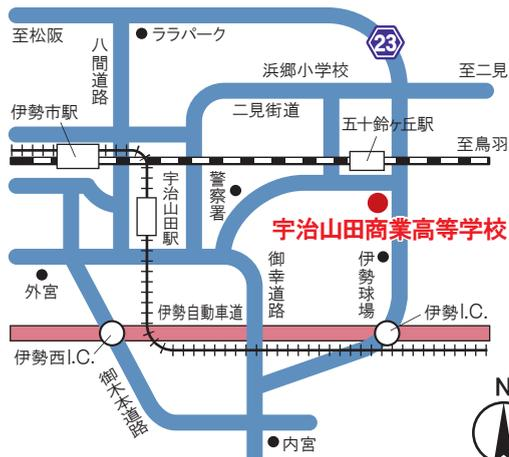 至松阪
八間道路
ララパーク
23
浜郷小学校
至二見
伊勢市駅
二見街道
五十鈴ヶ丘駅
至鳥羽
宇治山田駅
警察署
宇治山田商業高等学校
御幸道路
伊勢球場
外宮
伊勢自動車道
伊勢I.C.
伊勢西I.C.
御木本道路
N
内宮